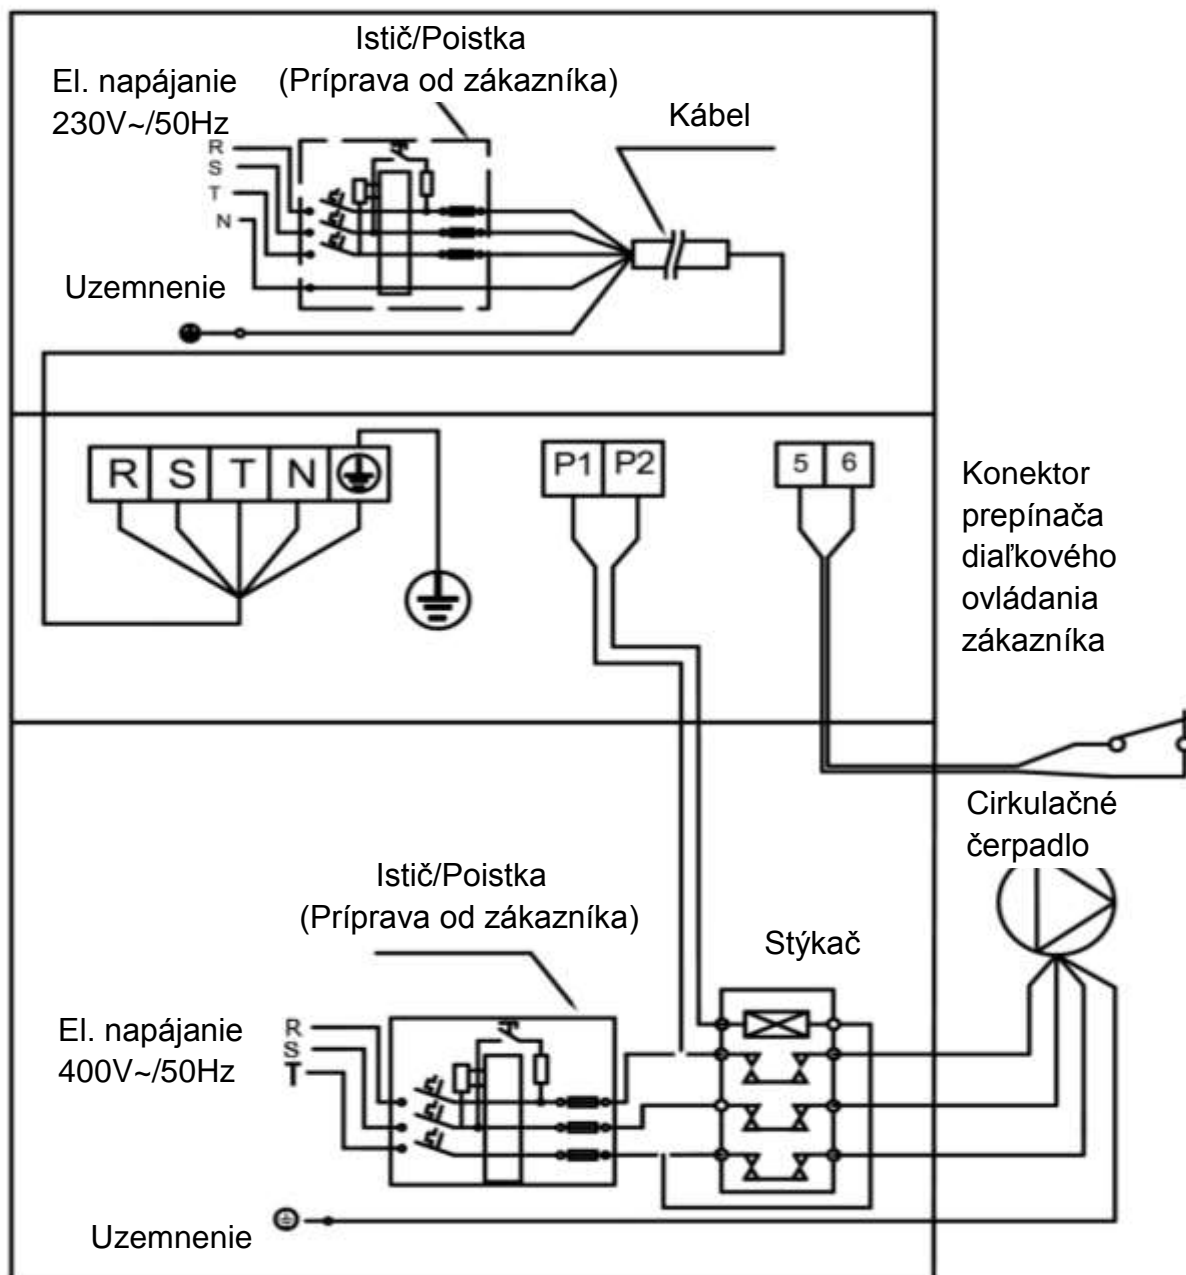 Istič/Poistka
(Príprava od zákazníka)
El. napájanie
230V~/50Hz
Kábel
R
S
T
N
Uzemnenie
R S T N
P1 P2
5 6
Konektor
prepínača
diaľkového
ovládania
zákazníka
Cirkulačné
čerpadlo
Istič/Poistka
(Príprava od zákazníka)
Stýkač
El. napájanie
400V~/50Hz
R
S
T
Uzemnenie